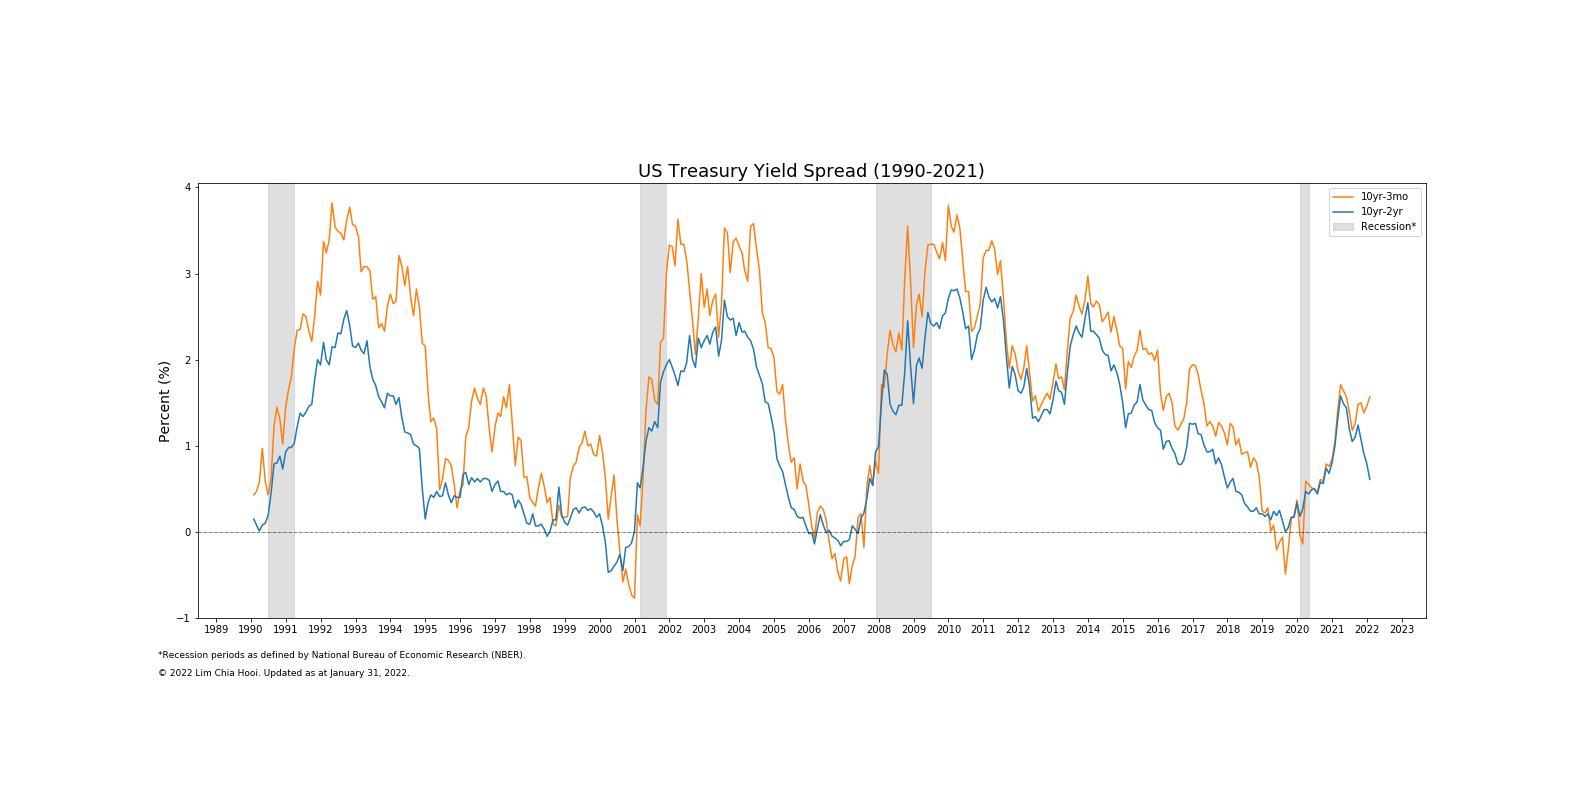 US Treasury Yield Spread (1990-2021)
4
3
2
1
0
−1
Percent (%)
10yr-3mo
10yr-2yr
Recession*
1989 1990 1991 1992 1993 1994 1995 1996 1997 1998 1999 2000 2001 2002 2003 2004 2005 2006 2007 2008 2009 2010 2011 2012 2013 2014 2015 2016 2017 2018 2019 2020 2021 2022 2023
*Recession periods as defined by National Bureau of Economic Research (NBER).
© 2022 Lim Chia Hooi. Updated as at January 31, 2022.